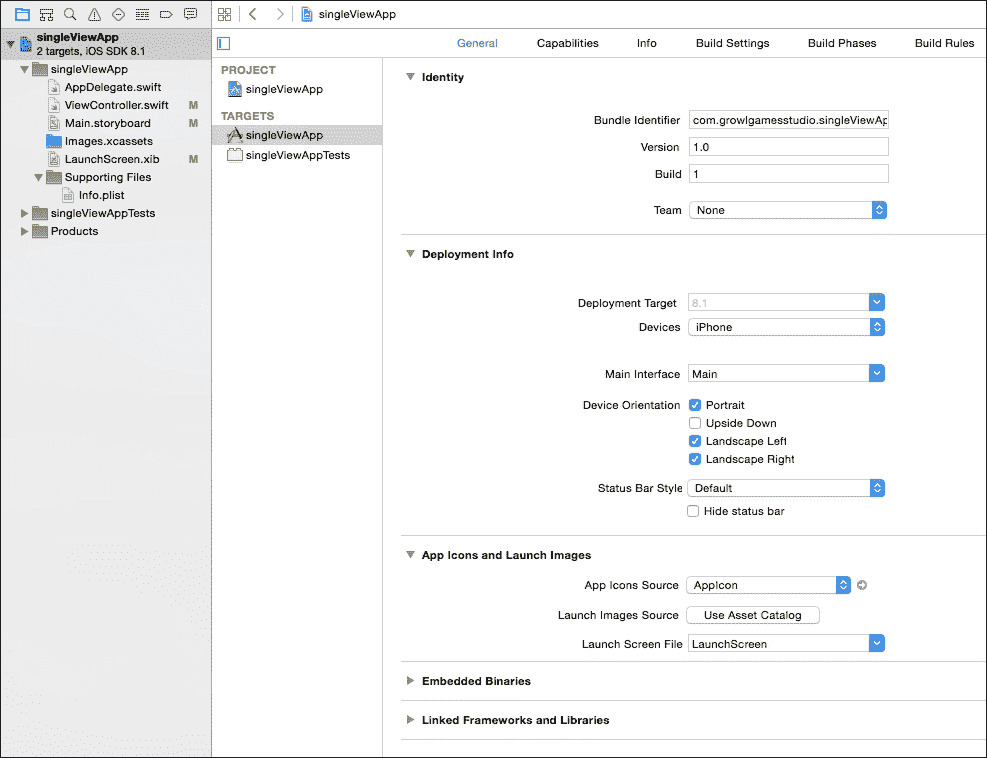 singleViewApp
singleViewApp
2 targets, iOS SDK 8.1
singleViewApp
AppDelegate.swift
ViewController.swift M
Main.storyboard M
Images.xcassets
LaunchScreen.xib M
Supporting Files
Info.plist
singleViewAppTests
Products
General Capabilities Info Build Settings Build Phases Build Rules
PROJECT
singleViewApp
TARGETS
singleViewApp
singleViewAppTests
Identity
Bundle Identifier com.growlgamesstudio.singleViewAp
Version 1.0
Build 1
Team None
Deployment Info
Deployment Target 8.1
Devices iPhone
Main Interface Main
Device Orientation Portrait
Upside Down
Landscape Left
Landscape Right
Status Bar Style Default
Hide status bar
App Icons and Launch Images
App Icons Source AppIcon
Launch Images Source Use Asset Catalog
Launch Screen File LaunchScreen
Embedded Binaries
Linked Frameworks and Libraries